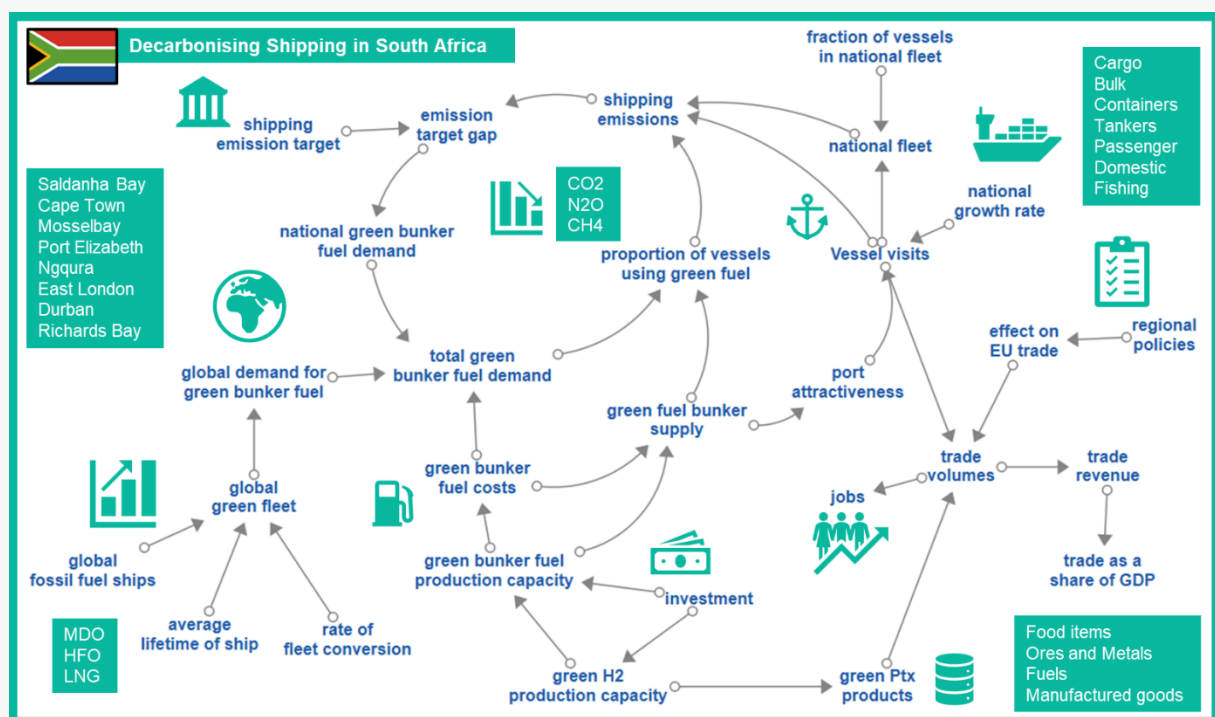 Decarbonising Shipping in South Africa
fraction of vessels
in national fleet
Cargo
Bulk
Containers
Tankers
Passenger
Domestic
Fishing
shipping
emission target
emission
target gap
shipping
emissions
national fleet
national
growth rate
Saldanha Bay
Cape Town
Mosselbay
Port Elizabeth
Ngqura
East London
Durban
Richards Bay
CO2
N2O
CH4
national green bunker
fuel demand
proportion of vessels
using green fuel
Vessel visits
effect on
EU trade
regional
policies
global demand for
green bunker fuel
total green
bunker fuel demand
port
attractiveness
green fuel bunker
supply
global
green fleet
green bunker
fuel costs
trade
volumes
trade
revenue
jobs
global
fossil fuel ships
green bunker fuel
production capacity
investment
trade as a
share of GDP
MDO
HFO
LNG
average
lifetime of ship
rate of
fleet conversion
green H2
production capacity
green Ptx
products
Food items
Ores and Metals
Fuels
Manufactured goods